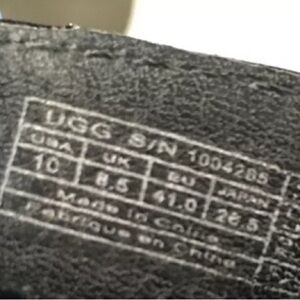 UGG S/N 1004285
USA UK EU JAPAN
10 8.5 41.0 26.5
Made in China
Fabriqué en Chine